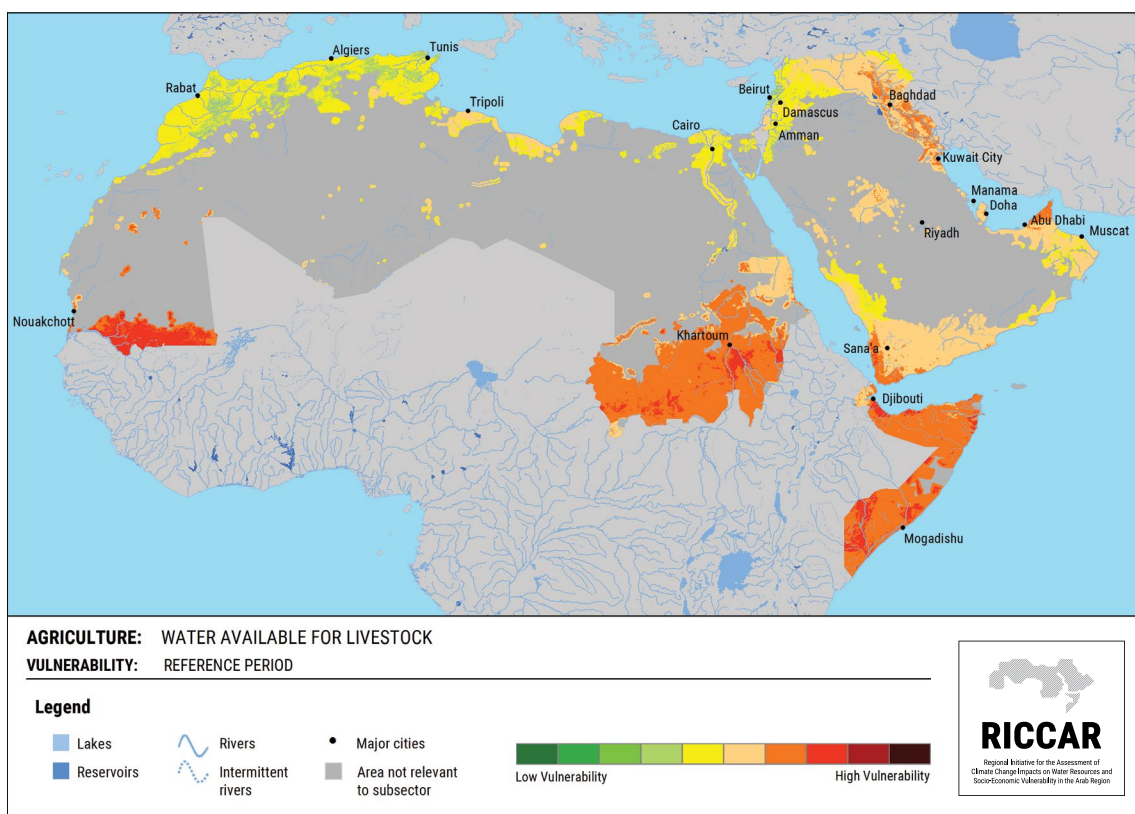 Algiers
Tunis
Rabat
Tripoli
Beirut
Damascus
Amman
Baghdad
Cairo
Kuwait City
Manama
Doha
Abu Dhabi
Muscat
Riyadh
Nouakchott
Khartoum
Sana'a
Djibouti
Mogadishu
AGRICULTURE: WATER AVAILABLE FOR LIVESTOCK
VULNERABILITY: REFERENCE PERIOD
Legend
Lakes
Rivers
Major cities
Reservoirs
Intermittent
rivers
Area not relevant
to subsector
Low Vulnerability
High Vulnerability
RICCAR
Regional Initiative for the Assessment of
Climate Change Impacts on Water Resources and
Socio-Economic Vulnerability in the Arab Region